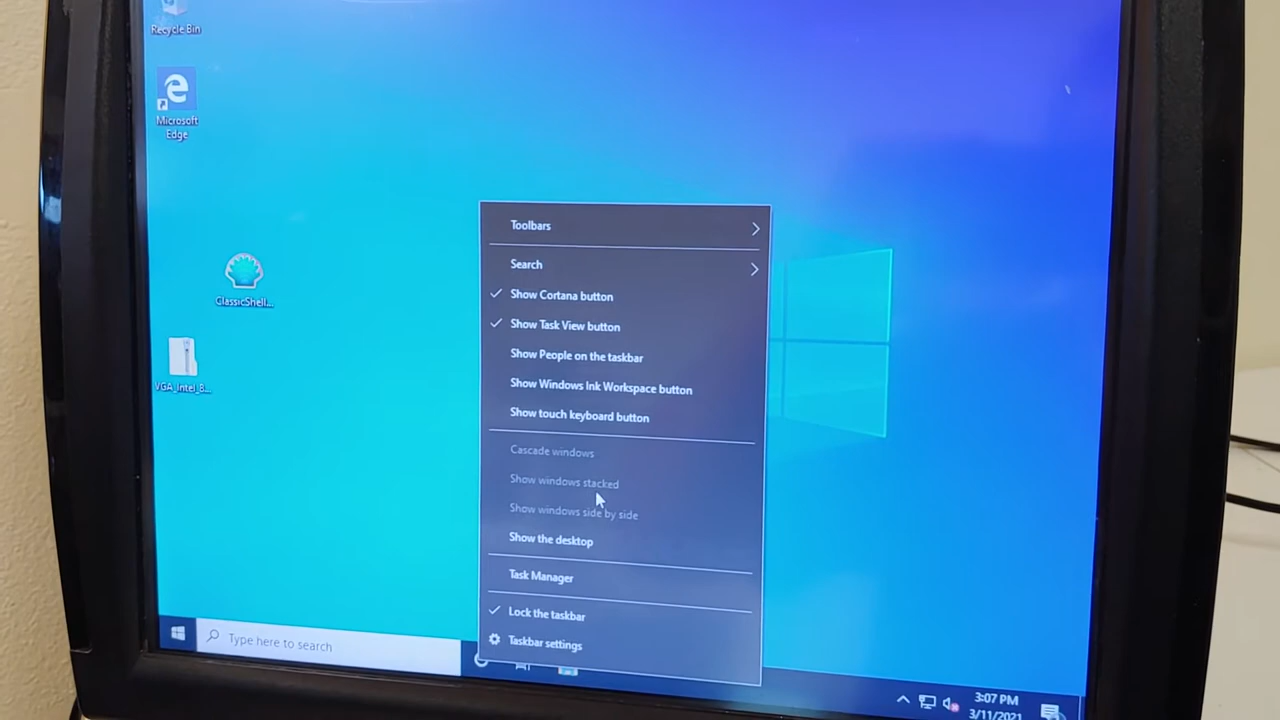 Recycle Bin
Microsoft
Edge
ClassicShell...
VGA_Intel_B...
Toolbars
Search
Show Cortana button
Show Task View button
Show People on the taskbar
Show Windows Ink Workspace button
Show touch keyboard button
Cascade windows
Show windows stacked
Show windows side by side
Show the desktop
Task Manager
Lock the taskbar
Taskbar settings
Type here to search
3:07 PM
3/11/2021